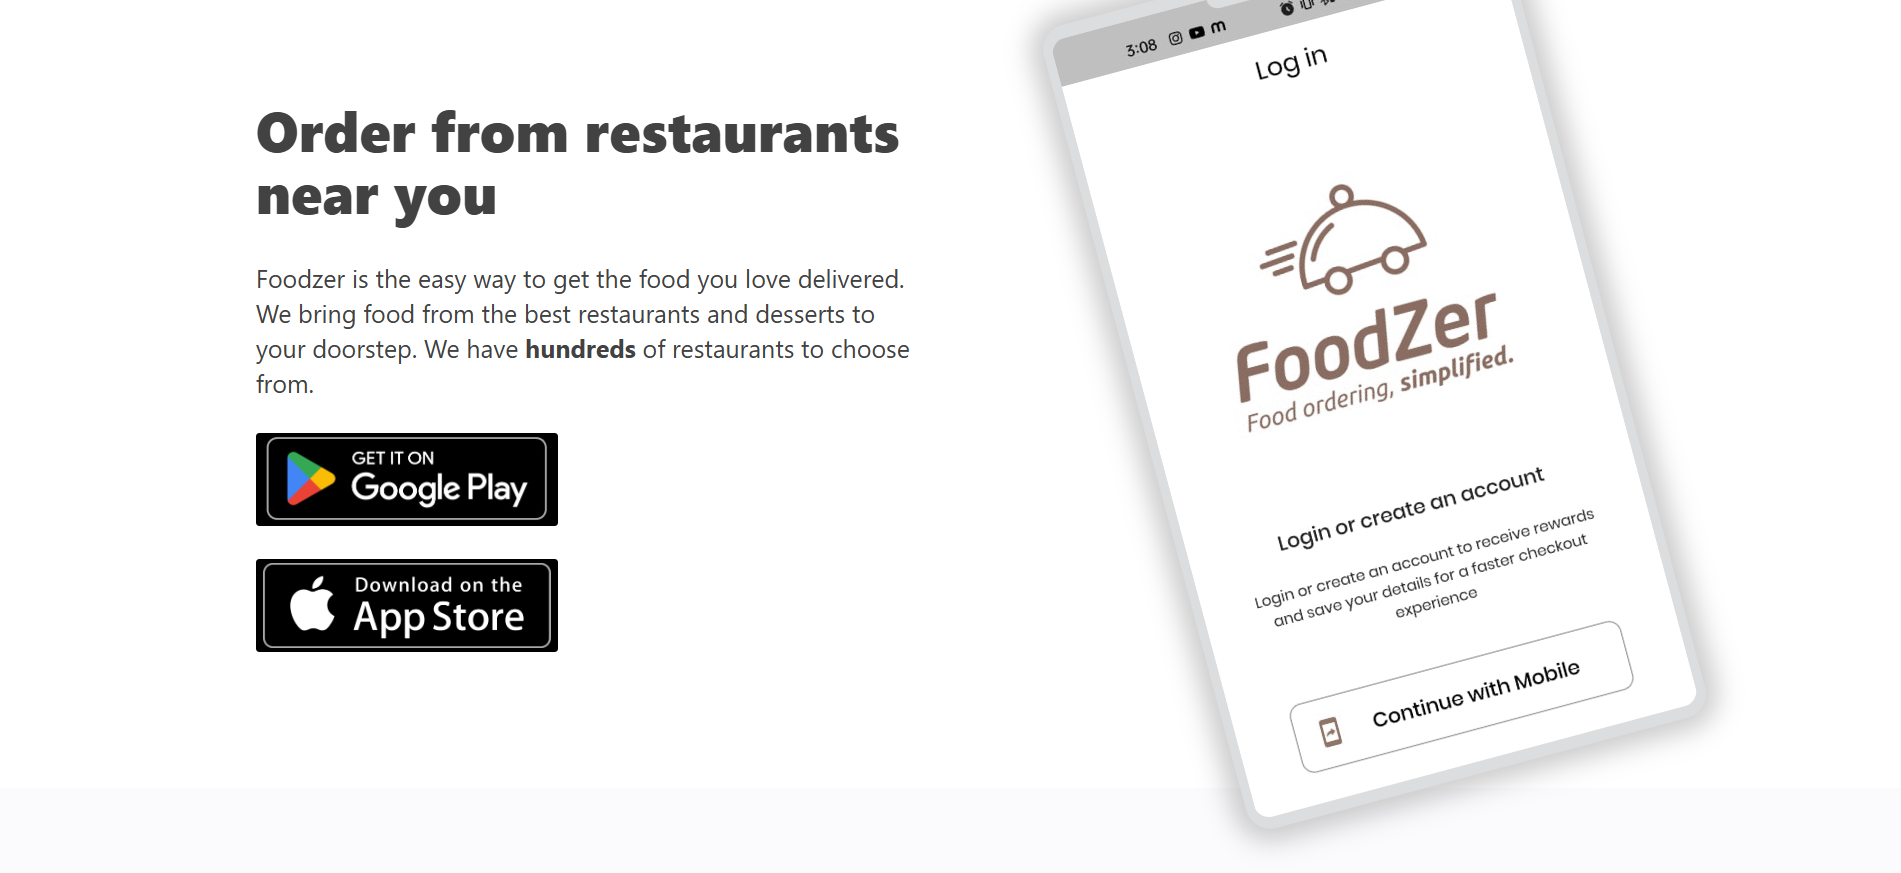 Order from restaurants
near you
Foodzer is the easy way to get the food you love delivered.
We bring food from the best restaurants and desserts to
your doorstep. We have hundreds of restaurants to choose
from.
GET IT ON
Google Play
Download on the
App Store
3:08
Log in
FoodZer
Food ordering, simplified.
Login or create an account
Login or create an account to receive rewards
and save your details for a faster checkout
experience
Continue with Mobile